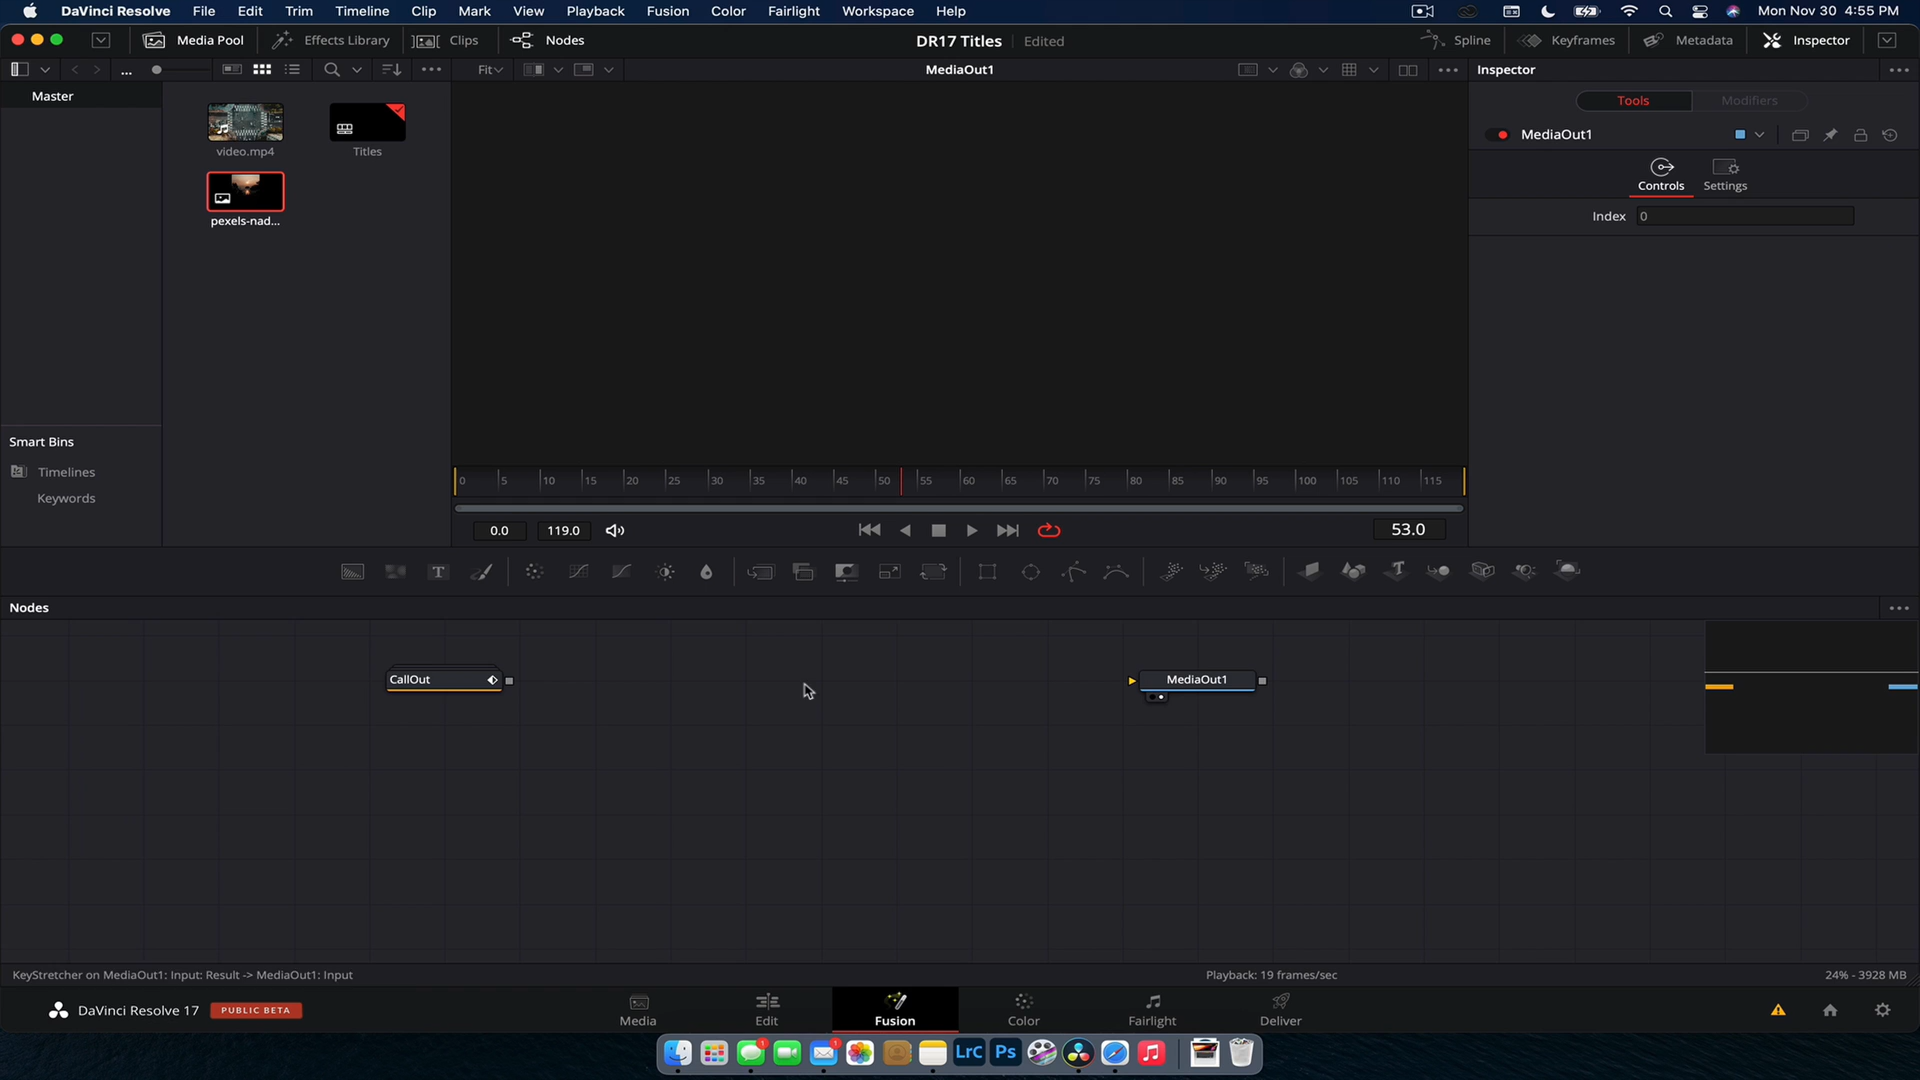 DaVinci Resolve File Edit Trim Timeline Clip Mark View Playback Fusion Color Fairlight Workspace Help Mon Nov 30 4:55 PM
Media Pool Effects Library Clips Nodes DR17 Titles Edited Spline Keyframes Metadata Inspector
... Fit MediaOut1 Inspector
Master
Tools Modifiers
MediaOut1
video.mp4 Titles
Controls Settings
pexels-nad...
Index 0
Smart Bins
Timelines
Keywords
0 5 10 15 20 25 30 35 40 45 50 55 60 65 70 75 80 85 90 95 100 105 110 115
0.0 119.0 53.0
T T
Nodes
CallOut MediaOut1
KeyStretcher on MediaOut1: Input: Result -> MediaOut1: Input Playback: 19 frames/sec 24% - 3928 MB
DaVinci Resolve 17 PUBLIC BETA Media Edit Fusion Color Fairlight Deliver
1 1 LrC Ps